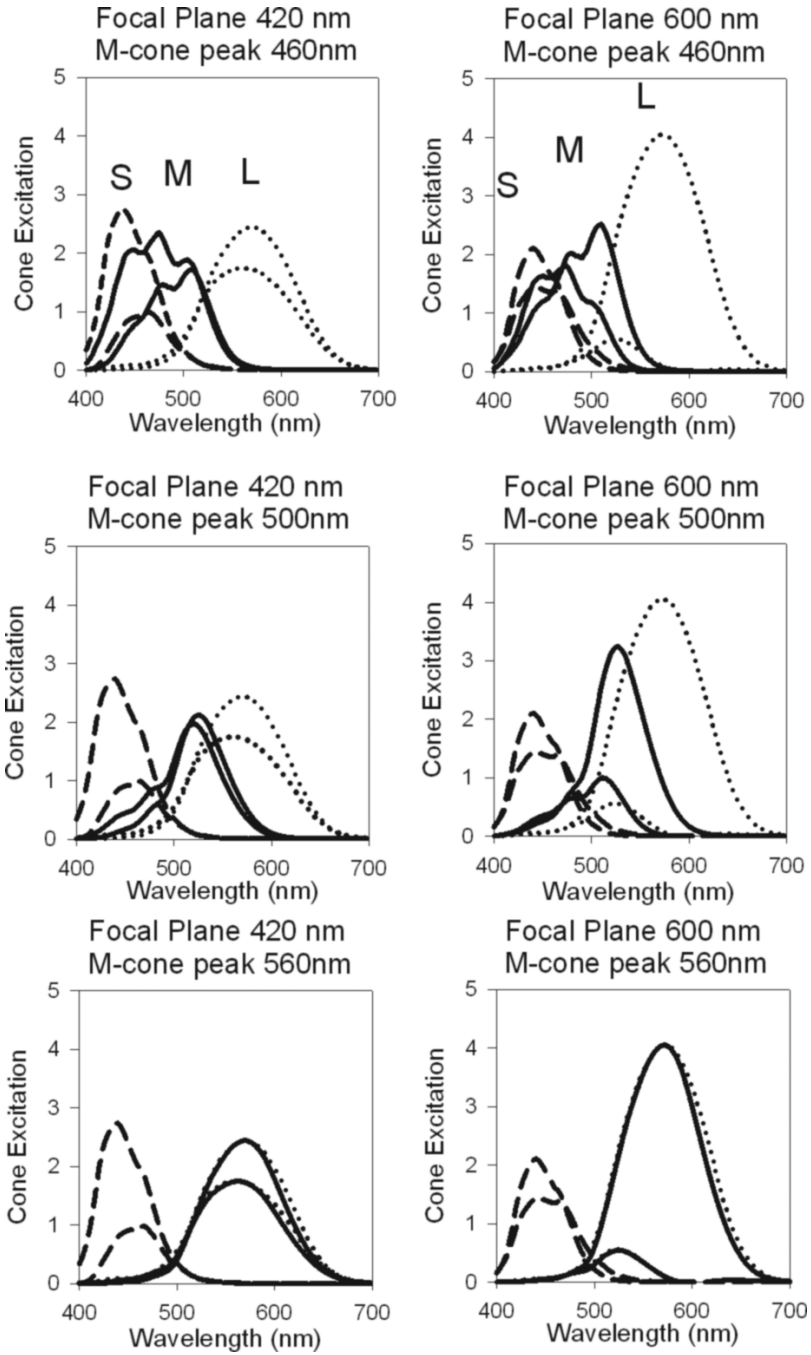 Focal Plane 420 nm
M-cone peak 460nm
5
4
3
2
1
0
Cone Excitation
S
M
L
400
500
600
700
Wavelength (nm)
Focal Plane 600 nm
M-cone peak 460nm
5
4
3
2
1
0
Cone Excitation
S
M
L
400
500
600
700
Wavelength (nm)
Focal Plane 420 nm
M-cone peak 500nm
5
4
3
2
1
0
Cone Excitation
400
500
600
700
Wavelength (nm)
Focal Plane 600 nm
M-cone peak 500nm
5
4
3
2
1
0
Cone Excitation
400
500
600
700
Wavelength (nm)
Focal Plane 420 nm
M-cone peak 560nm
5
4
3
2
1
0
Cone Excitation
400
500
600
700
Wavelength (nm)
Focal Plane 600 nm
M-cone peak 560nm
5
4
3
2
1
0
Cone Excitation
400
500
600
700
Wavelength (nm)